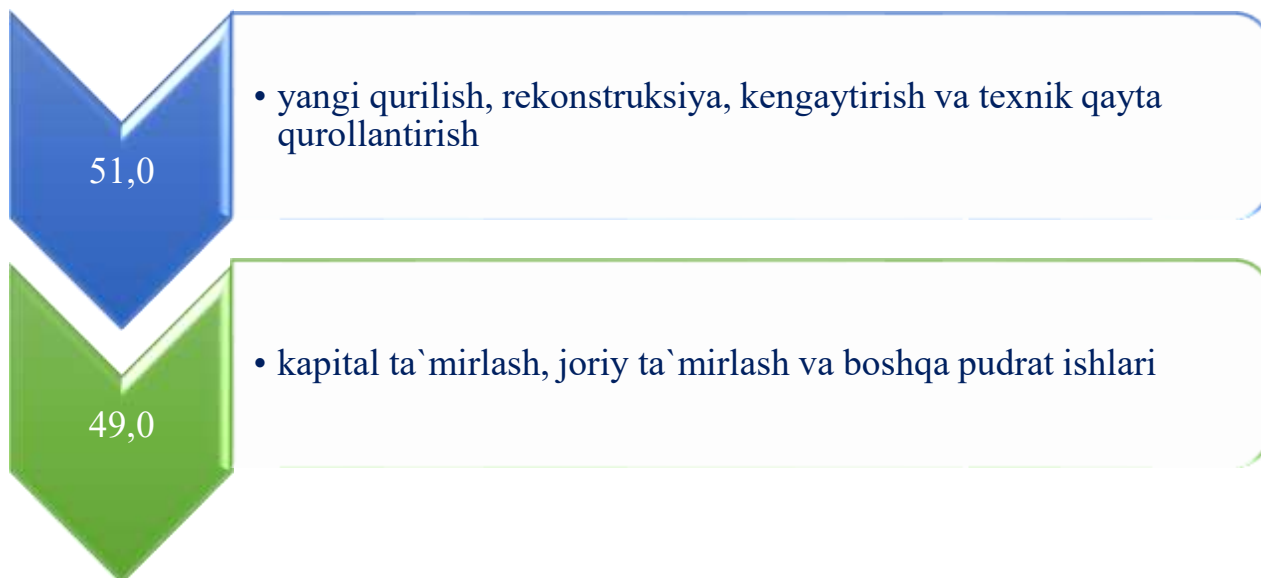 51,0
• yangi qurilish, rekonstruksiya, kengaytirish va texnik qayta
qurollantirish
49,0
• kapital ta`mirlash, joriy ta`mirlash va boshqa pudrat ishlari